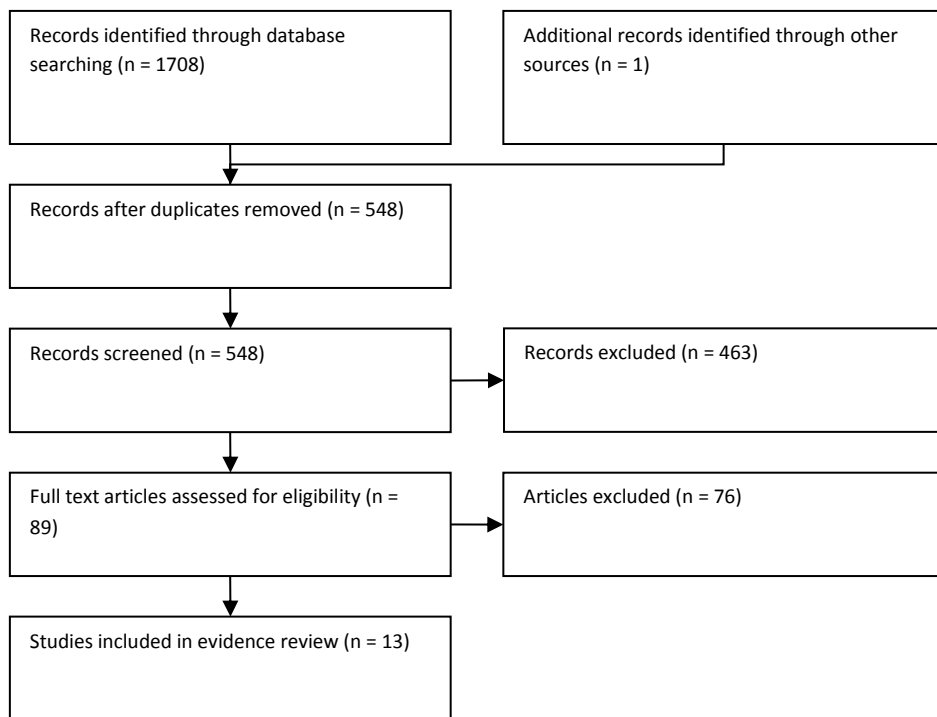 Records identified through database
searching (n = 1708)
Additional records identified through other
sources (n = 1)
Records after duplicates removed (n = 548)
Records screened (n = 548)
Records excluded (n = 463)
Full text articles assessed for eligibility (n =
89)
Articles excluded (n = 76)
Studies included in evidence review (n = 13)